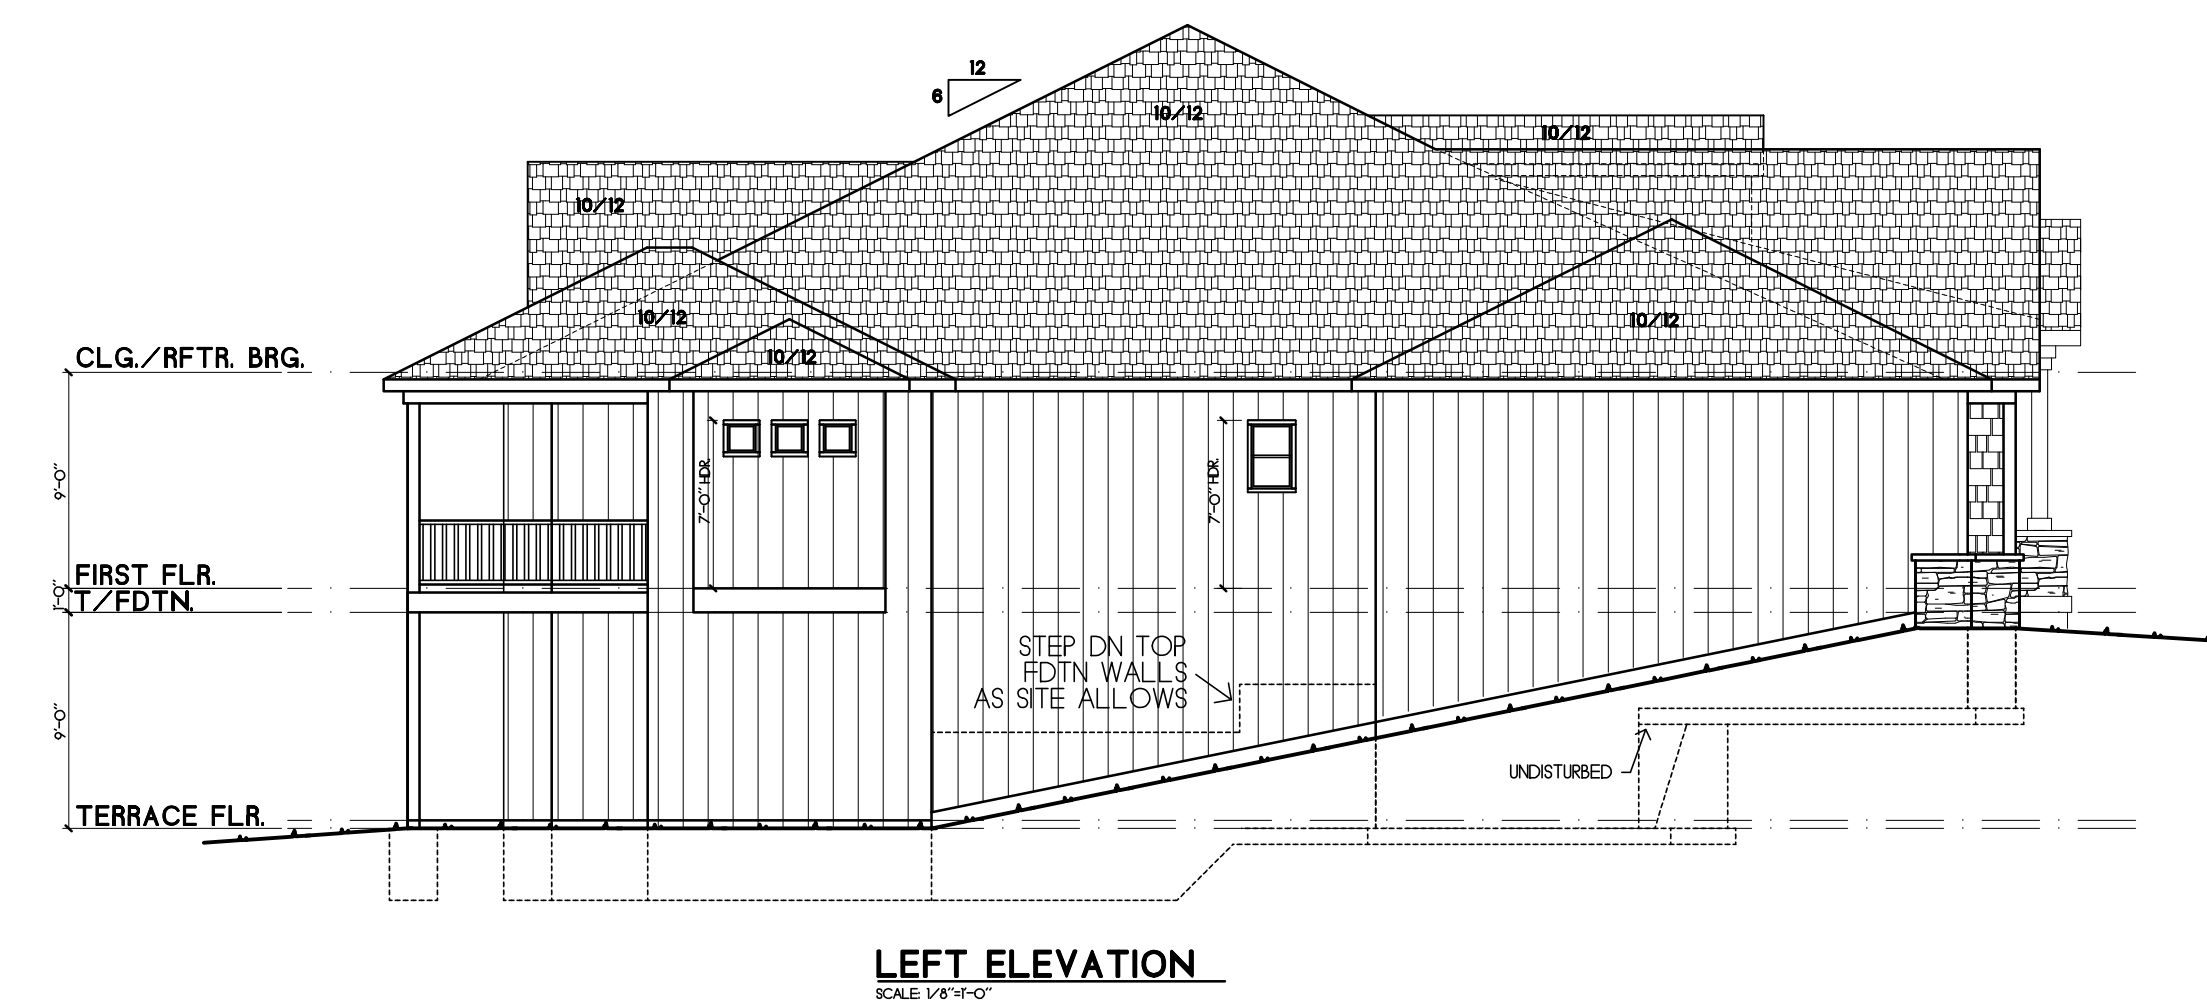 12
6
10/12
10/12
10/12
10/12
10/12
10/12
CLG./RFTR. BRG.
9'-0"
7'-0" HDR.
7'-0" HDR.
FIRST FLR.
1'-0"
T/FDTN.
STEP DN TOP
FDTN WALLS
AS SITE ALLOWS
9'-0"
UNDISTURBED
TERRACE FLR.
LEFT ELEVATION
SCALE: 1/8"=1'-0"